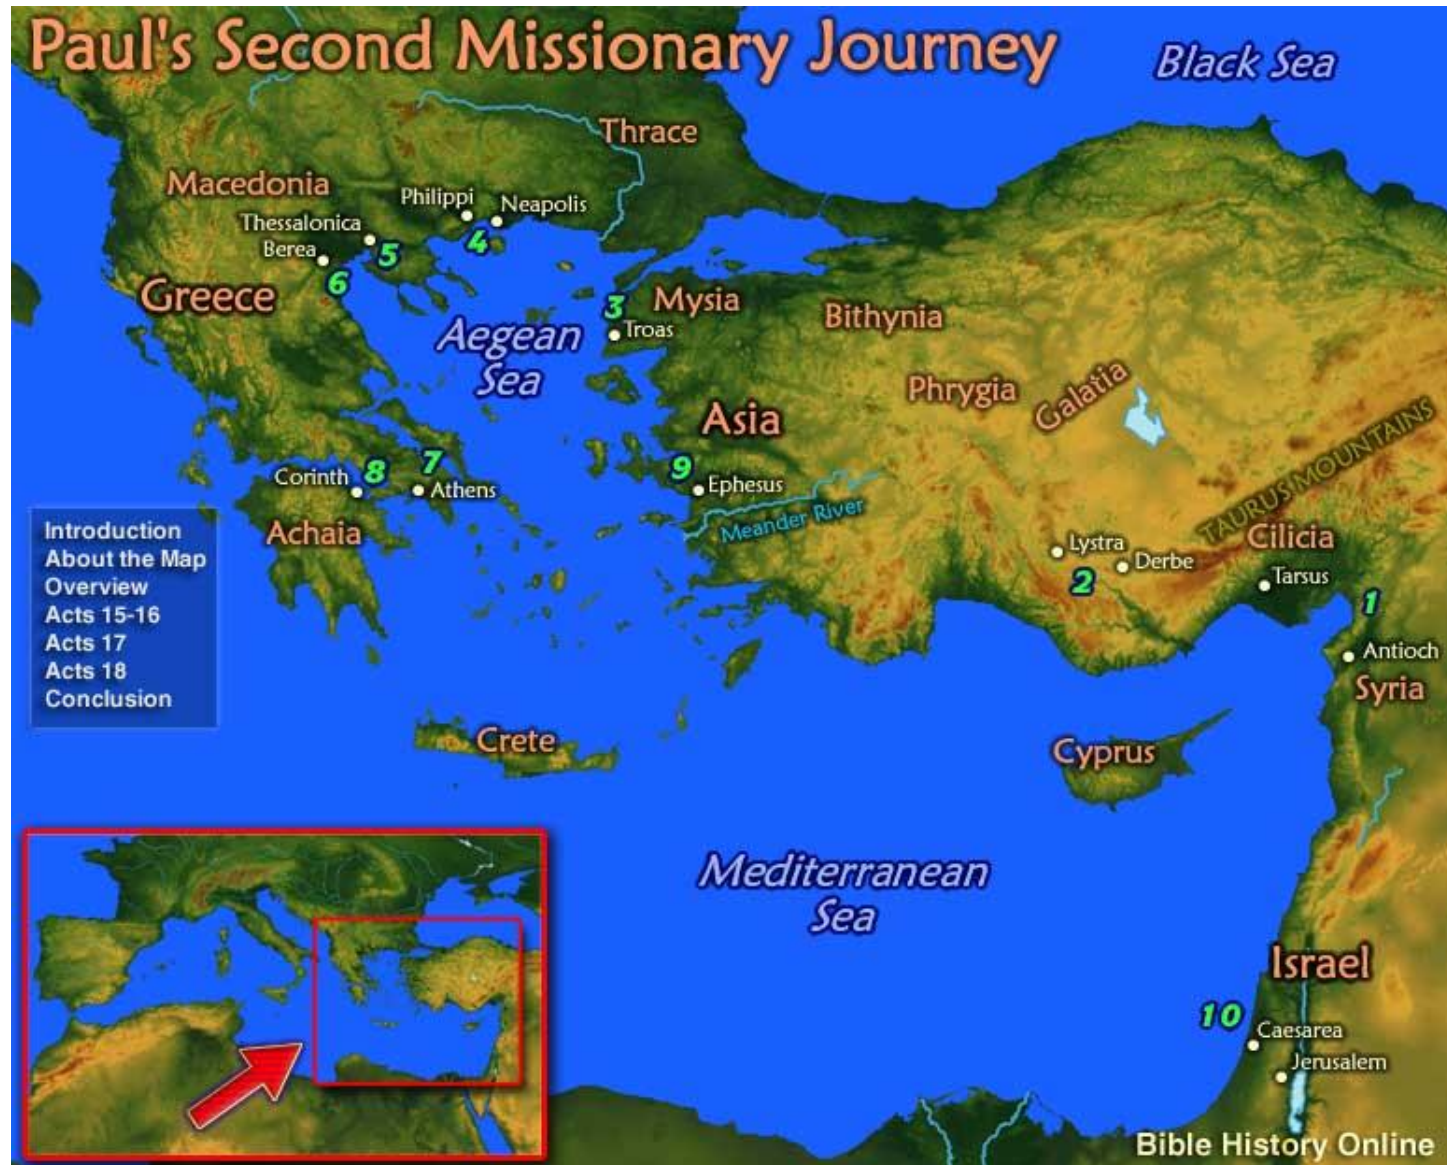 Paul's Second Missionary Journey
Black Sea
Thrace
Macedonia
Philippi
Neapolis
Thessalonica
4
Berea
5
6
Greece
3
Mysia
Troas
Bithynia
Aegean
Sea
Phrygia
Galatia
Asia
TAURUS MOUNTAINS
Corinth
8
7
Athens
9
Ephesus
Meander River
Achaia
Lystra
Derbe
2
Cilicia
Tarsus
1
Antioch
Syria
Introduction
About the Map
Overview
Acts 15-16
Acts 17
Acts 18
Conclusion
Crete
Cyprus
Mediterranean
Sea
Israel
10
Caesarea
Jerusalem
Bible History Online